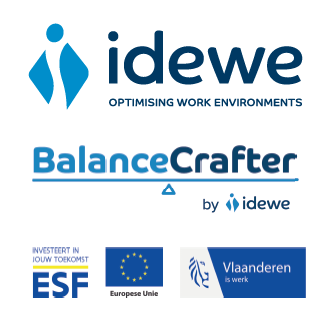 idewe
OPTIMISING WORK ENVIRONMENTS
BalanceCrafter
by idewe
INVESTEERT IN
JOUW TOEKOMST
ESF
Europese Unie
Vlaanderen
is werk